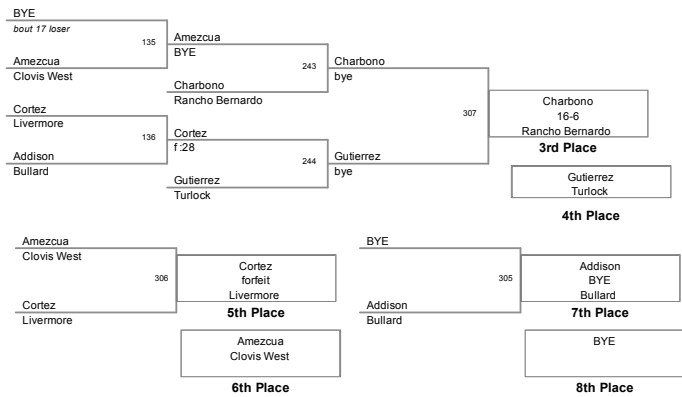 BYE
bout 17 loser
135
Amezcua
Clovis West
Amezcua
BYE
243
Charbono
Rancho Bernardo
Charbono
bye
Cortez
Livermore
136
Addison
Bullard
Cortez
f :28
244
Gutierrez
Turlock
Gutierrez
bye
307
Charbono
16-6
Rancho Bernardo
3rd Place
Gutierrez
Turlock
4th Place
Amezcua
Clovis West
306
Cortez
Livermore
Cortez
forfeit
Livermore
5th Place
Amezcua
Clovis West
6th Place
BYE
305
Addison
Bullard
Addison
BYE
Bullard
7th Place
BYE
8th Place